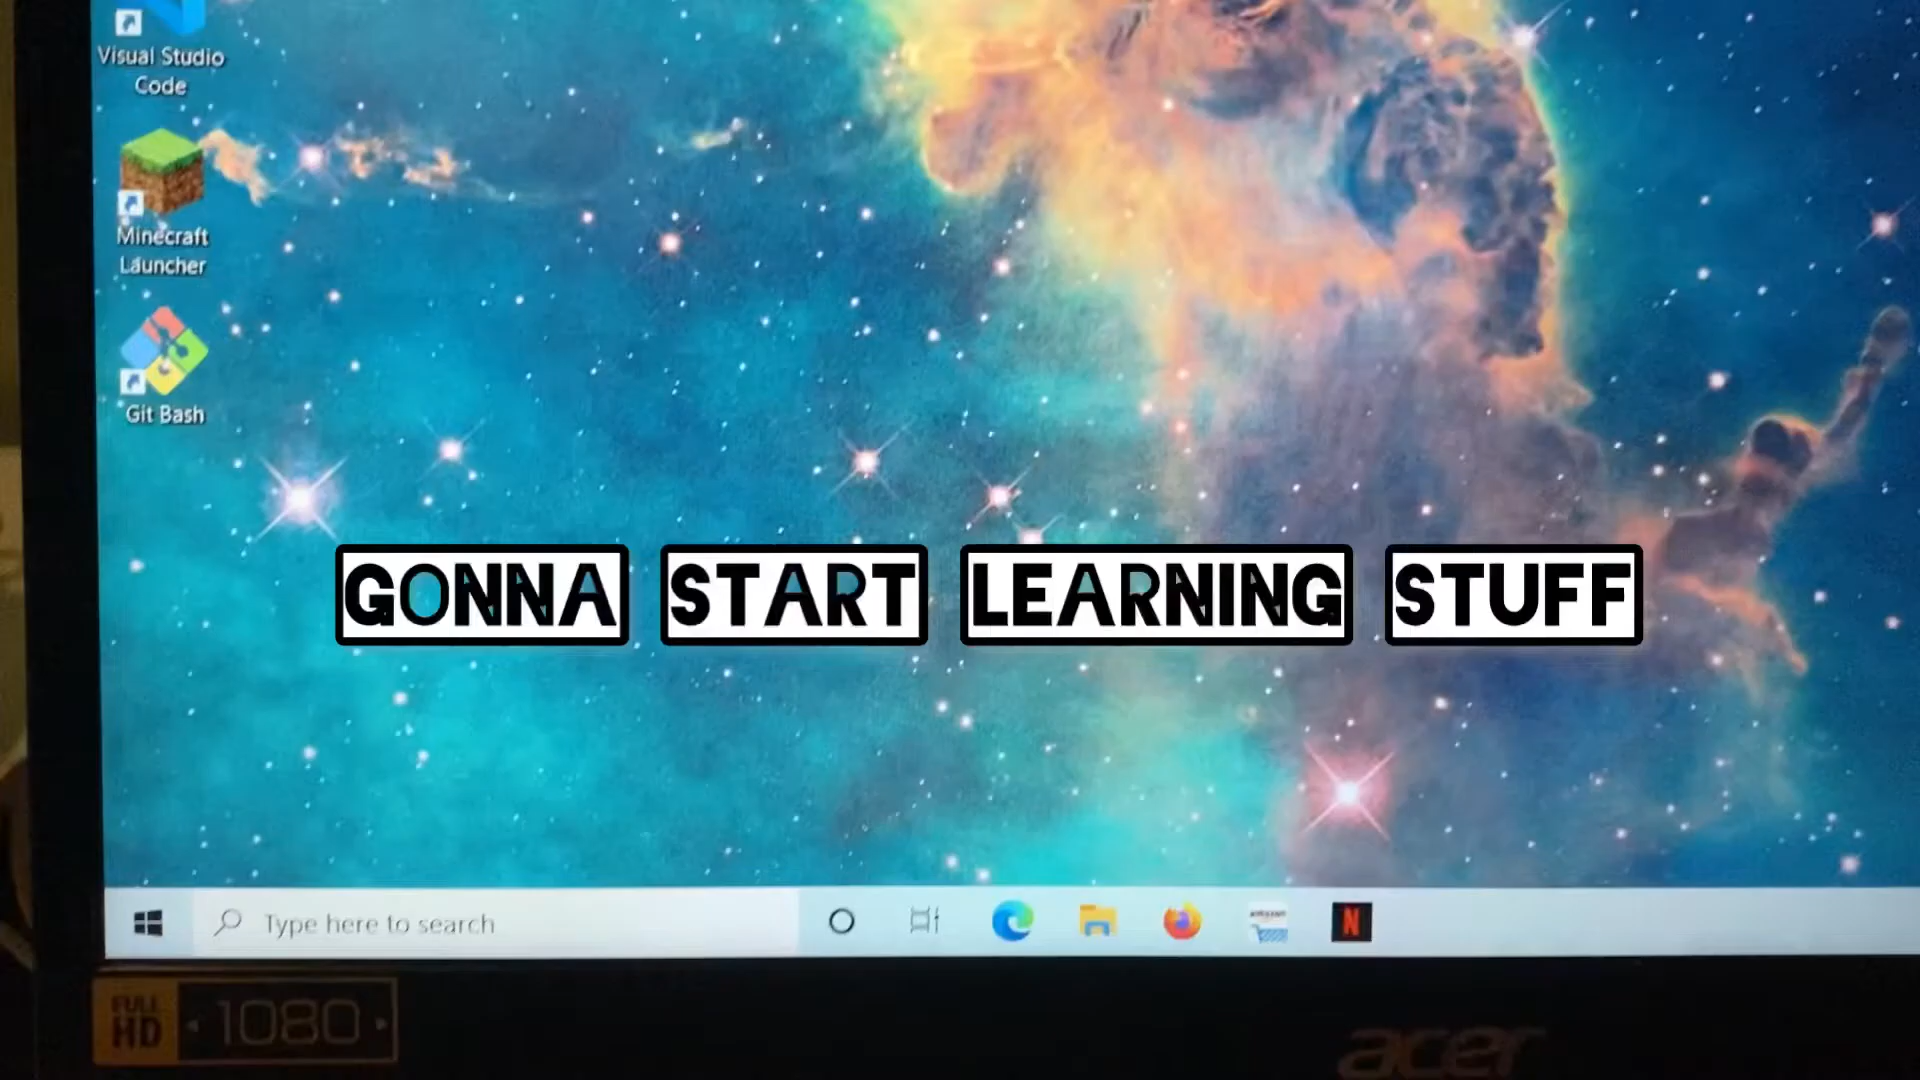 Visual Studio
Code
Minecraft
Launcher
Git Bash
GONNA START LEARNING STUFF
Type here to search
amazon
N
FULL
HD
1080
acer